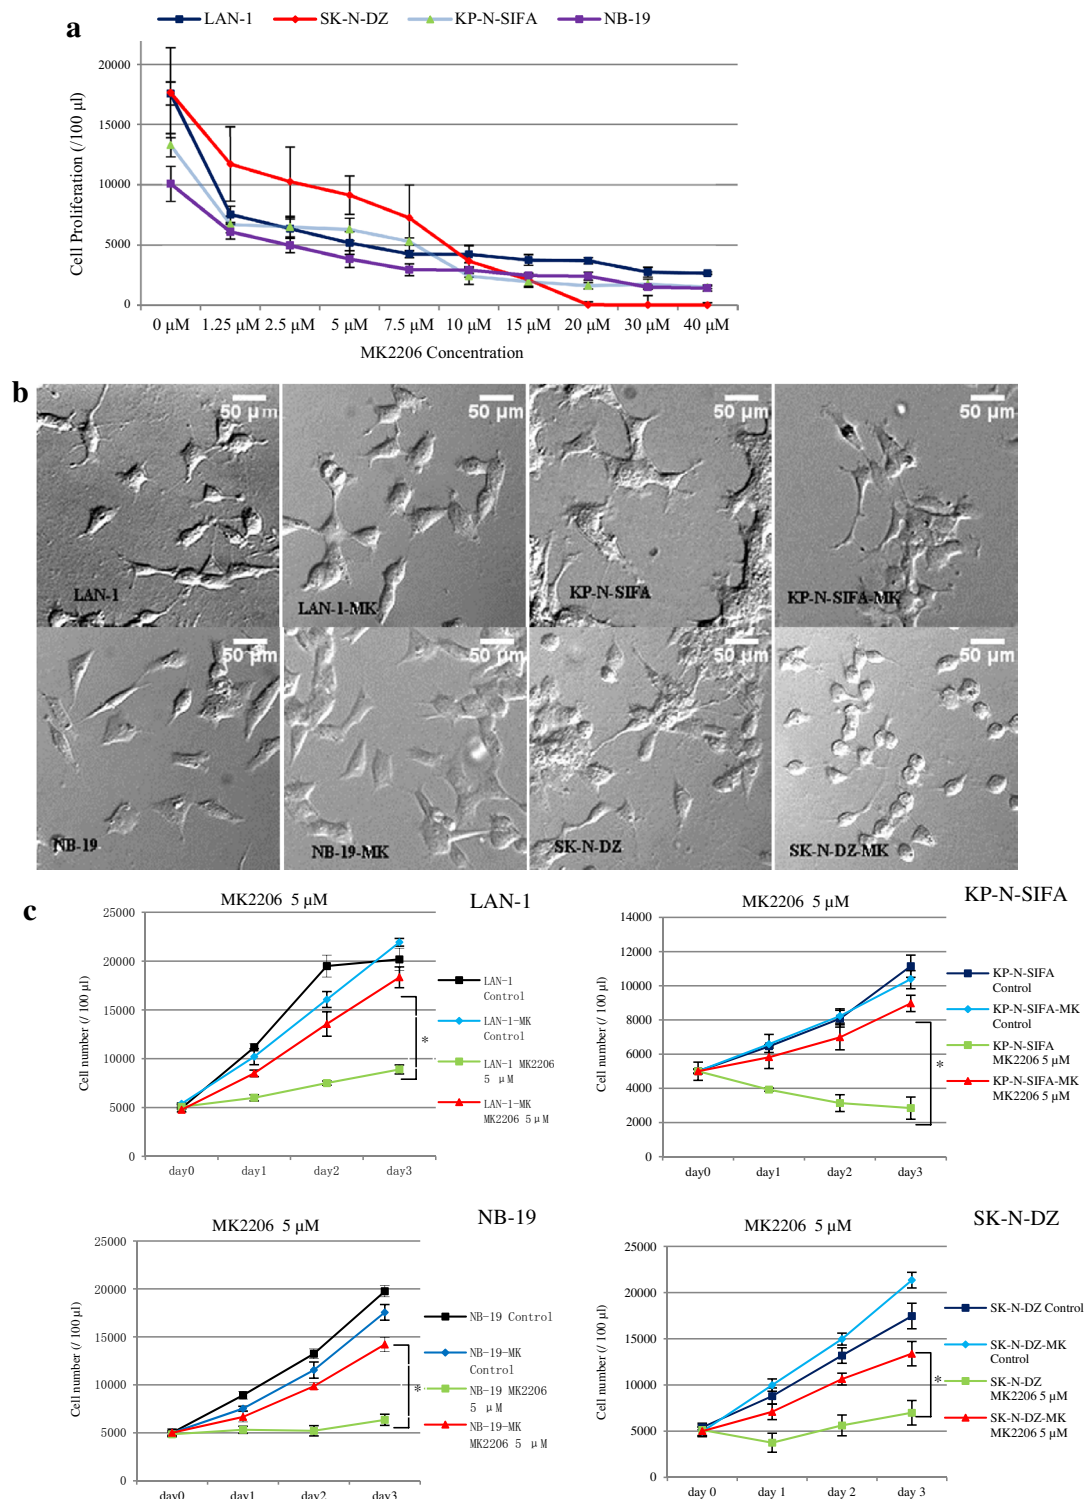 a
LAN-1 SK-N-DZ KP-N-SIFA NB-19
Cell Proliferation (/100 µl)
20000
15000
10000
5000
0
0 µM 1.25 µM 2.5 µM 5 µM 7.5 µM 10 µM 15 µM 20 µM 30 µM 40 µM
MK2206 Concentration
b
50 µm 50 µm 50 µm 50 µm
LAN-1 LAN-1-MK KP-N-SIFA KP-N-SIFA-MK
50 µm 50 µm 50 µm 50 µm
NB-19 NB-19-MK SK-N-DZ SK-N-DZ-MK
c
MK2206 5 µM LAN-1
Cell number (/ 100 µl)
25000
20000
15000
10000
5000
0
day0 day1 day2 day3
LAN-1
Control
LAN-1-MK
Control
LAN-1 MK2206
5 µM
LAN-1-MK
MK2206 5 µM
*
MK2206 5 µM KP-N-SIFA
Cell number (/ 100 µl)
14000
12000
10000
8000
6000
4000
2000
0
day0 day1 day2 day3
KP-N-SIFA
Control
KP-N-SIFA-MK
Control
KP-N-SIFA
MK2206 5 µM
KP-N-SIFA-MK
MK2206 5 µM
*
MK2206 5 µM NB-19
Cell number (/ 100 µl)
25000
20000
15000
10000
5000
0
day0 day1 day2 day3
NB-19 Control
NB-19-MK
Control
NB-19 MK2206
5 µM
NB-19-MK
MK2206 5 µM
*
MK2206 5 µM SK-N-DZ
Cell number (/ 100 µl)
25000
20000
15000
10000
5000
0
day 0 day 1 day 2 day 3
SK-N-DZ Control
SK-N-DZ-MK
Control
SK-N-DZ
MK2206 5 µM
SK-N-DZ-MK
MK2206 5 µM
*